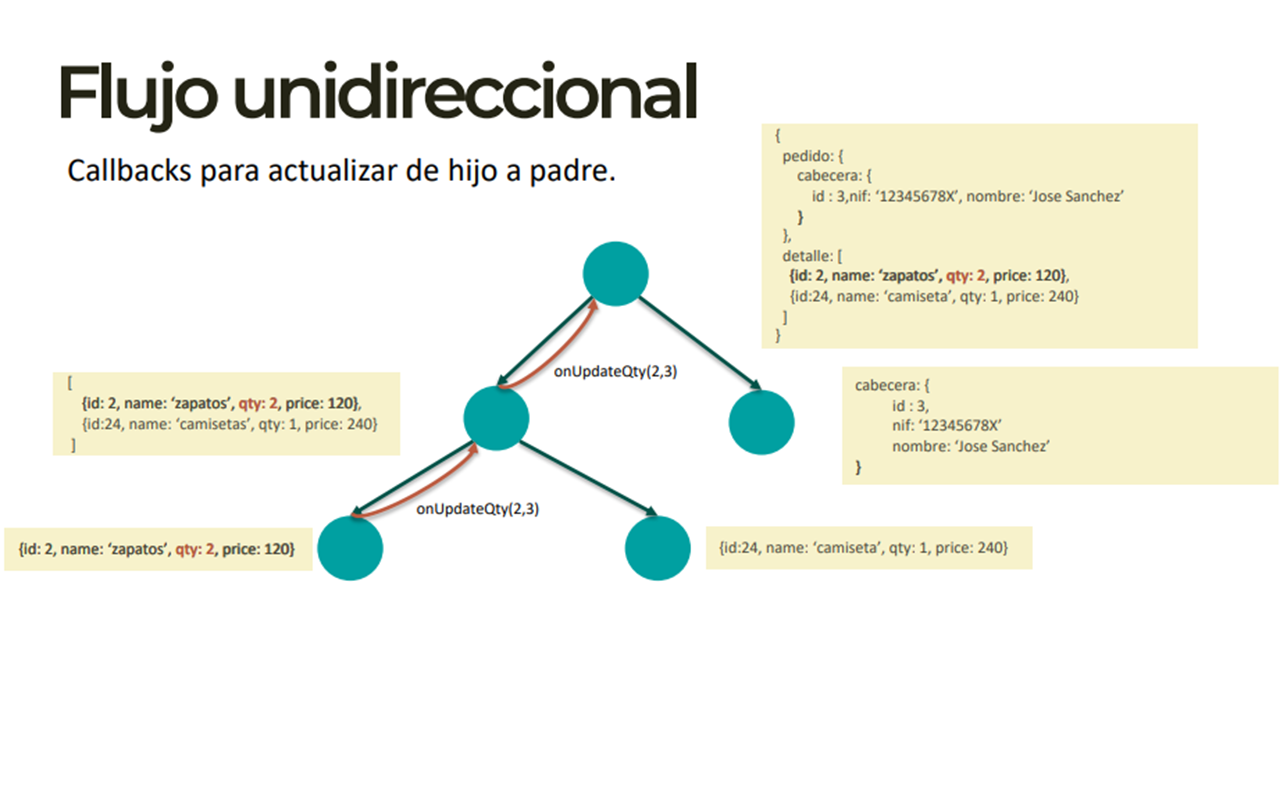 Flujo unidireccional
Callbacks para actualizar de hijo a padre.
{
pedido: {
cabecera: {
id : 3,nif: ‘12345678X’, nombre: ‘Jose Sanchez’
}
},
detalle: [
{id: 2, name: ‘zapatos’, qty: 2, price: 120},
{id:24, name: ‘camiseta’, qty: 1, price: 240}
]
}
onUpdateQty(2,3)
[
{id: 2, name: ‘zapatos’, qty: 2, price: 120},
{id:24, name: ‘camisetas’, qty: 1, price: 240}
]
cabecera: {
id : 3,
nif: ‘12345678X’
nombre: ‘Jose Sanchez’
}
onUpdateQty(2,3)
{id: 2, name: ‘zapatos’, qty: 2, price: 120}
{id:24, name: ‘camiseta’, qty: 1, price: 240}